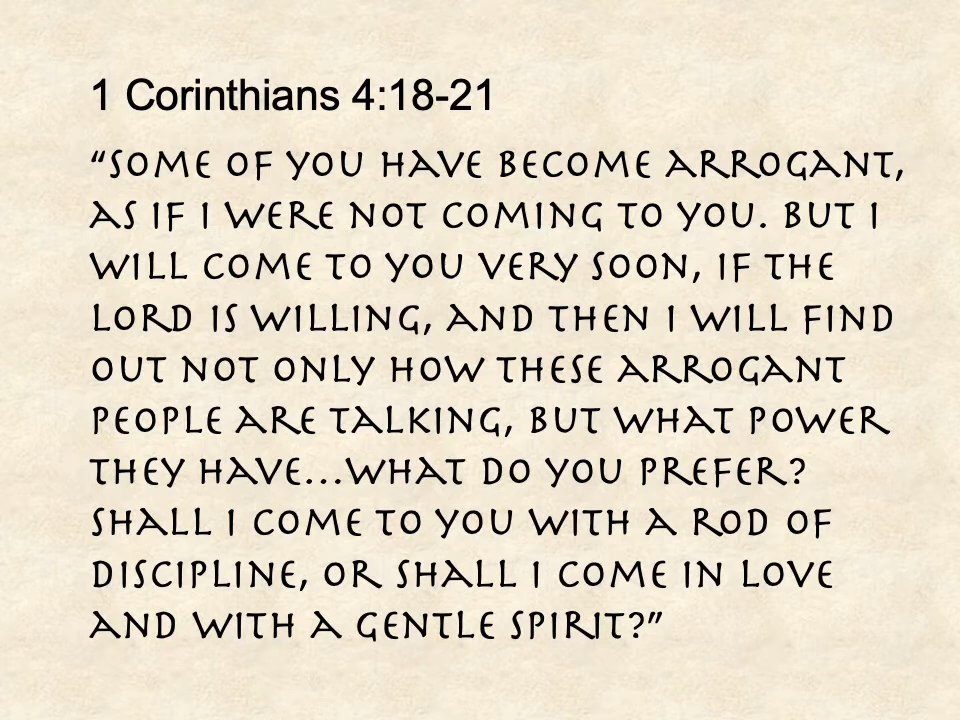 1 Corinthians 4:18-21
“Some of you have become arrogant,
as if I were not coming to you. But I
will come to you very soon, if the
Lord is willing, and then I will find
out not only how these arrogant
people are talking, but what power
they have…What do you prefer?
Shall I come to you with a rod of
discipline, or shall I come in love
and with a gentle spirit?”